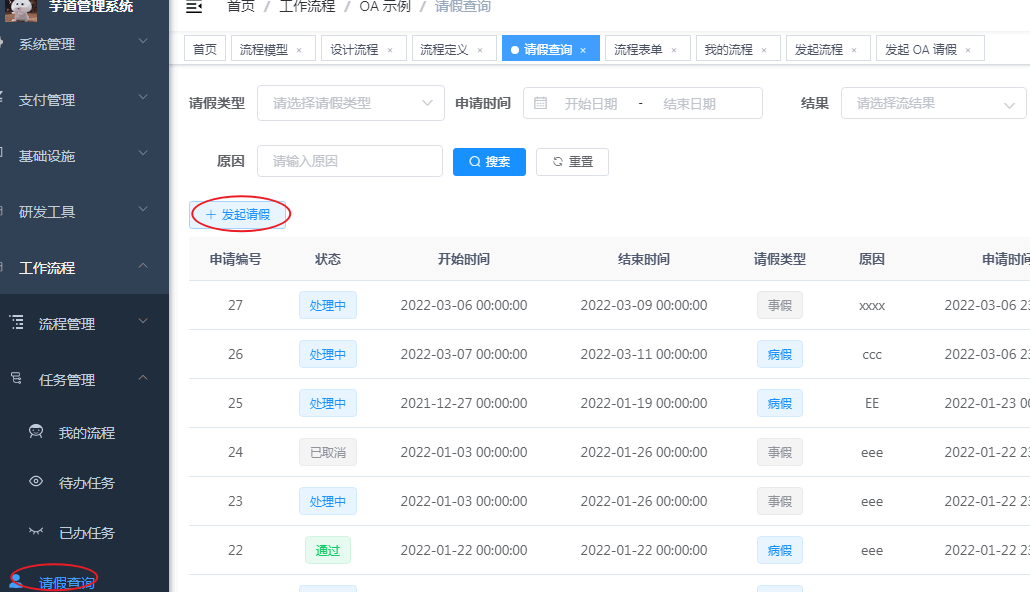 芋道管理系统
首页 / 工作流程 / OA 示例 / 请假查询
系统管理
首页 流程模型 × 设计流程 × 流程定义 × 请假查询 × 流程表单 × 我的流程 × 发起流程 × 发起 OA 请假 ×
支付管理
请假类型 请选择请假类型 申请时间 开始日期 - 结束日期 结果 请选择流结果
基础设施
原因 请输入原因 搜索 重置
研发工具
+ 发起请假
工作流程
申请编号 状态 开始时间 结束时间 请假类型 原因 申请时间
27 处理中 2022-03-06 00:00:00 2022-03-09 00:00:00 事假 xxxx 2022-03-06 23
流程管理
26 处理中 2022-03-07 00:00:00 2022-03-11 00:00:00 病假 ccc 2022-03-06 23
任务管理
25 处理中 2021-12-27 00:00:00 2022-01-19 00:00:00 病假 EE 2022-01-23 00
我的流程
24 已取消 2022-01-03 00:00:00 2022-01-26 00:00:00 事假 eee 2022-01-22 23
待办任务
23 处理中 2022-01-03 00:00:00 2022-01-26 00:00:00 事假 eee 2022-01-22 23
已办任务
22 通过 2022-01-22 00:00:00 2022-01-22 00:00:00 病假 eee 2022-01-22 23
请假查询